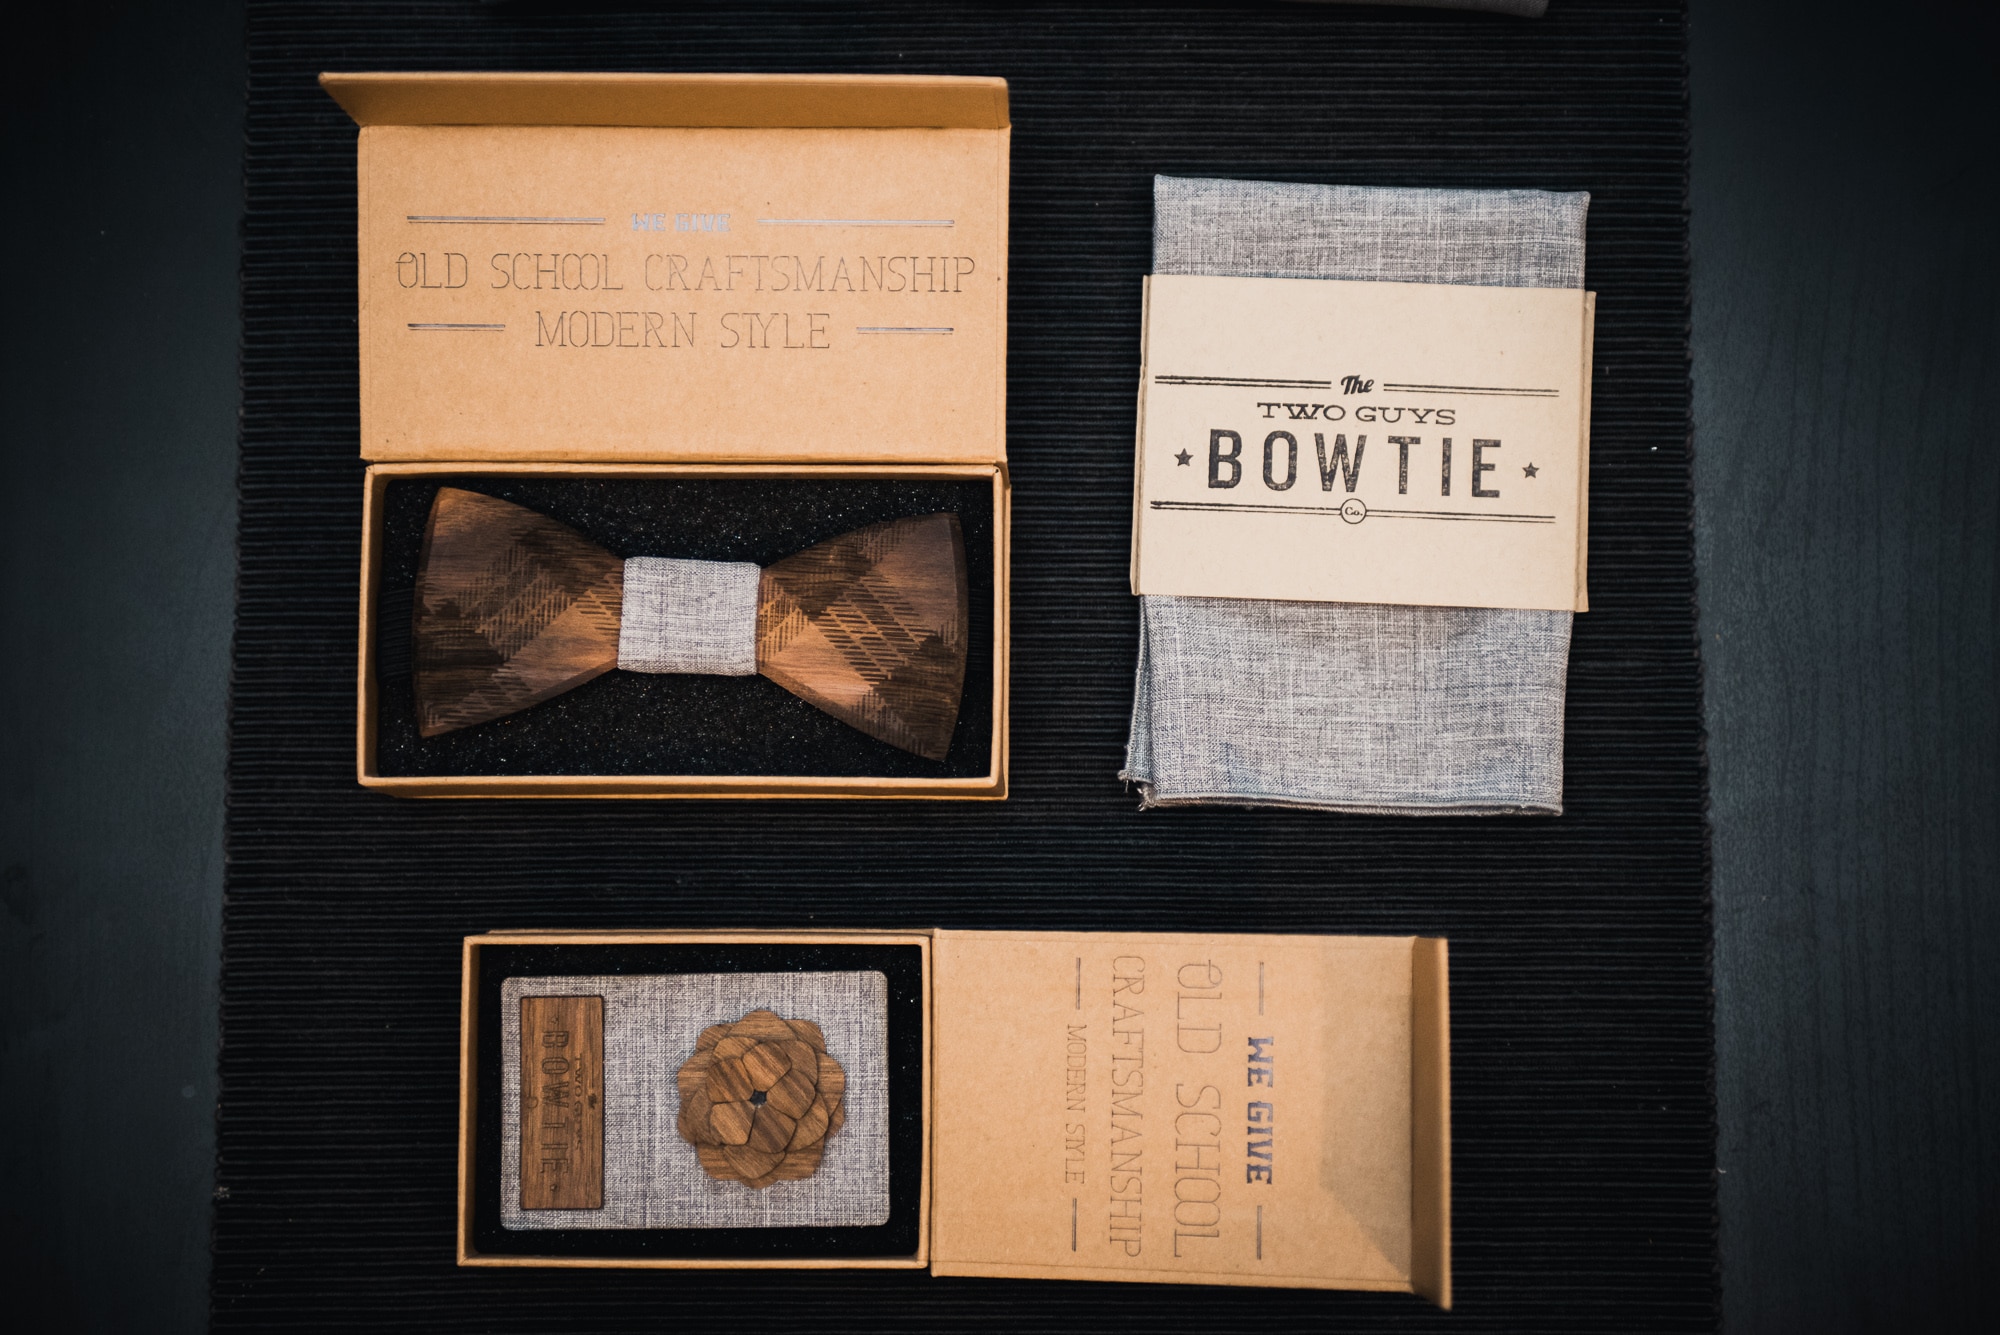 WE GIVE
OLD SCHOOL CRAFTSMANSHIP
MODERN STYLE
The
TWO GUYS
BOWTIE
Co.
TWO GUYS
BOWTIE
WE GIVE
OLD SCHOOL
CRAFTSMANSHIP
MODERN STYLE